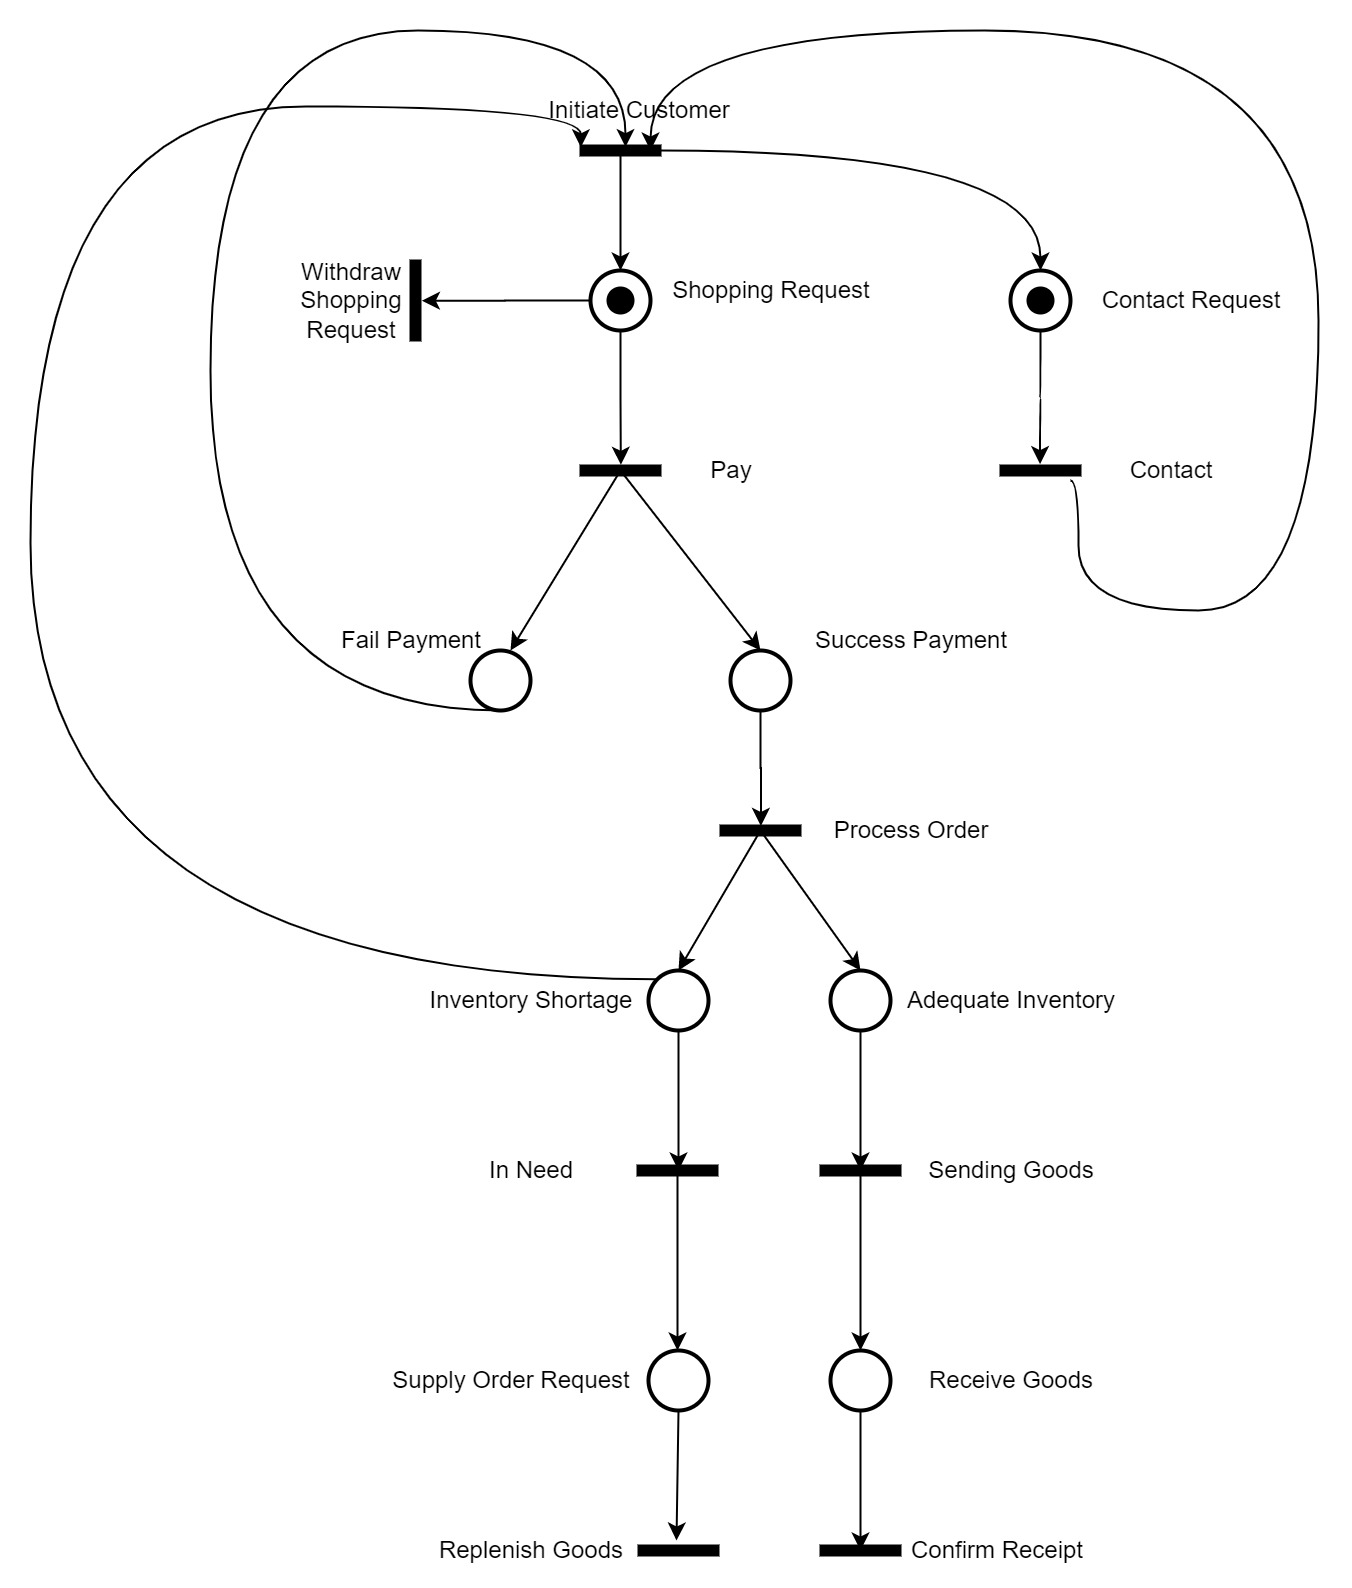 Initiate Customer
Withdraw
Shopping
Request
Shopping Request
Contact Request
Pay
Contact
Fail Payment
Success Payment
Process Order
Inventory Shortage
Adequate Inventory
In Need
Sending Goods
Supply Order Request
Receive Goods
Replenish Goods
Confirm Receipt